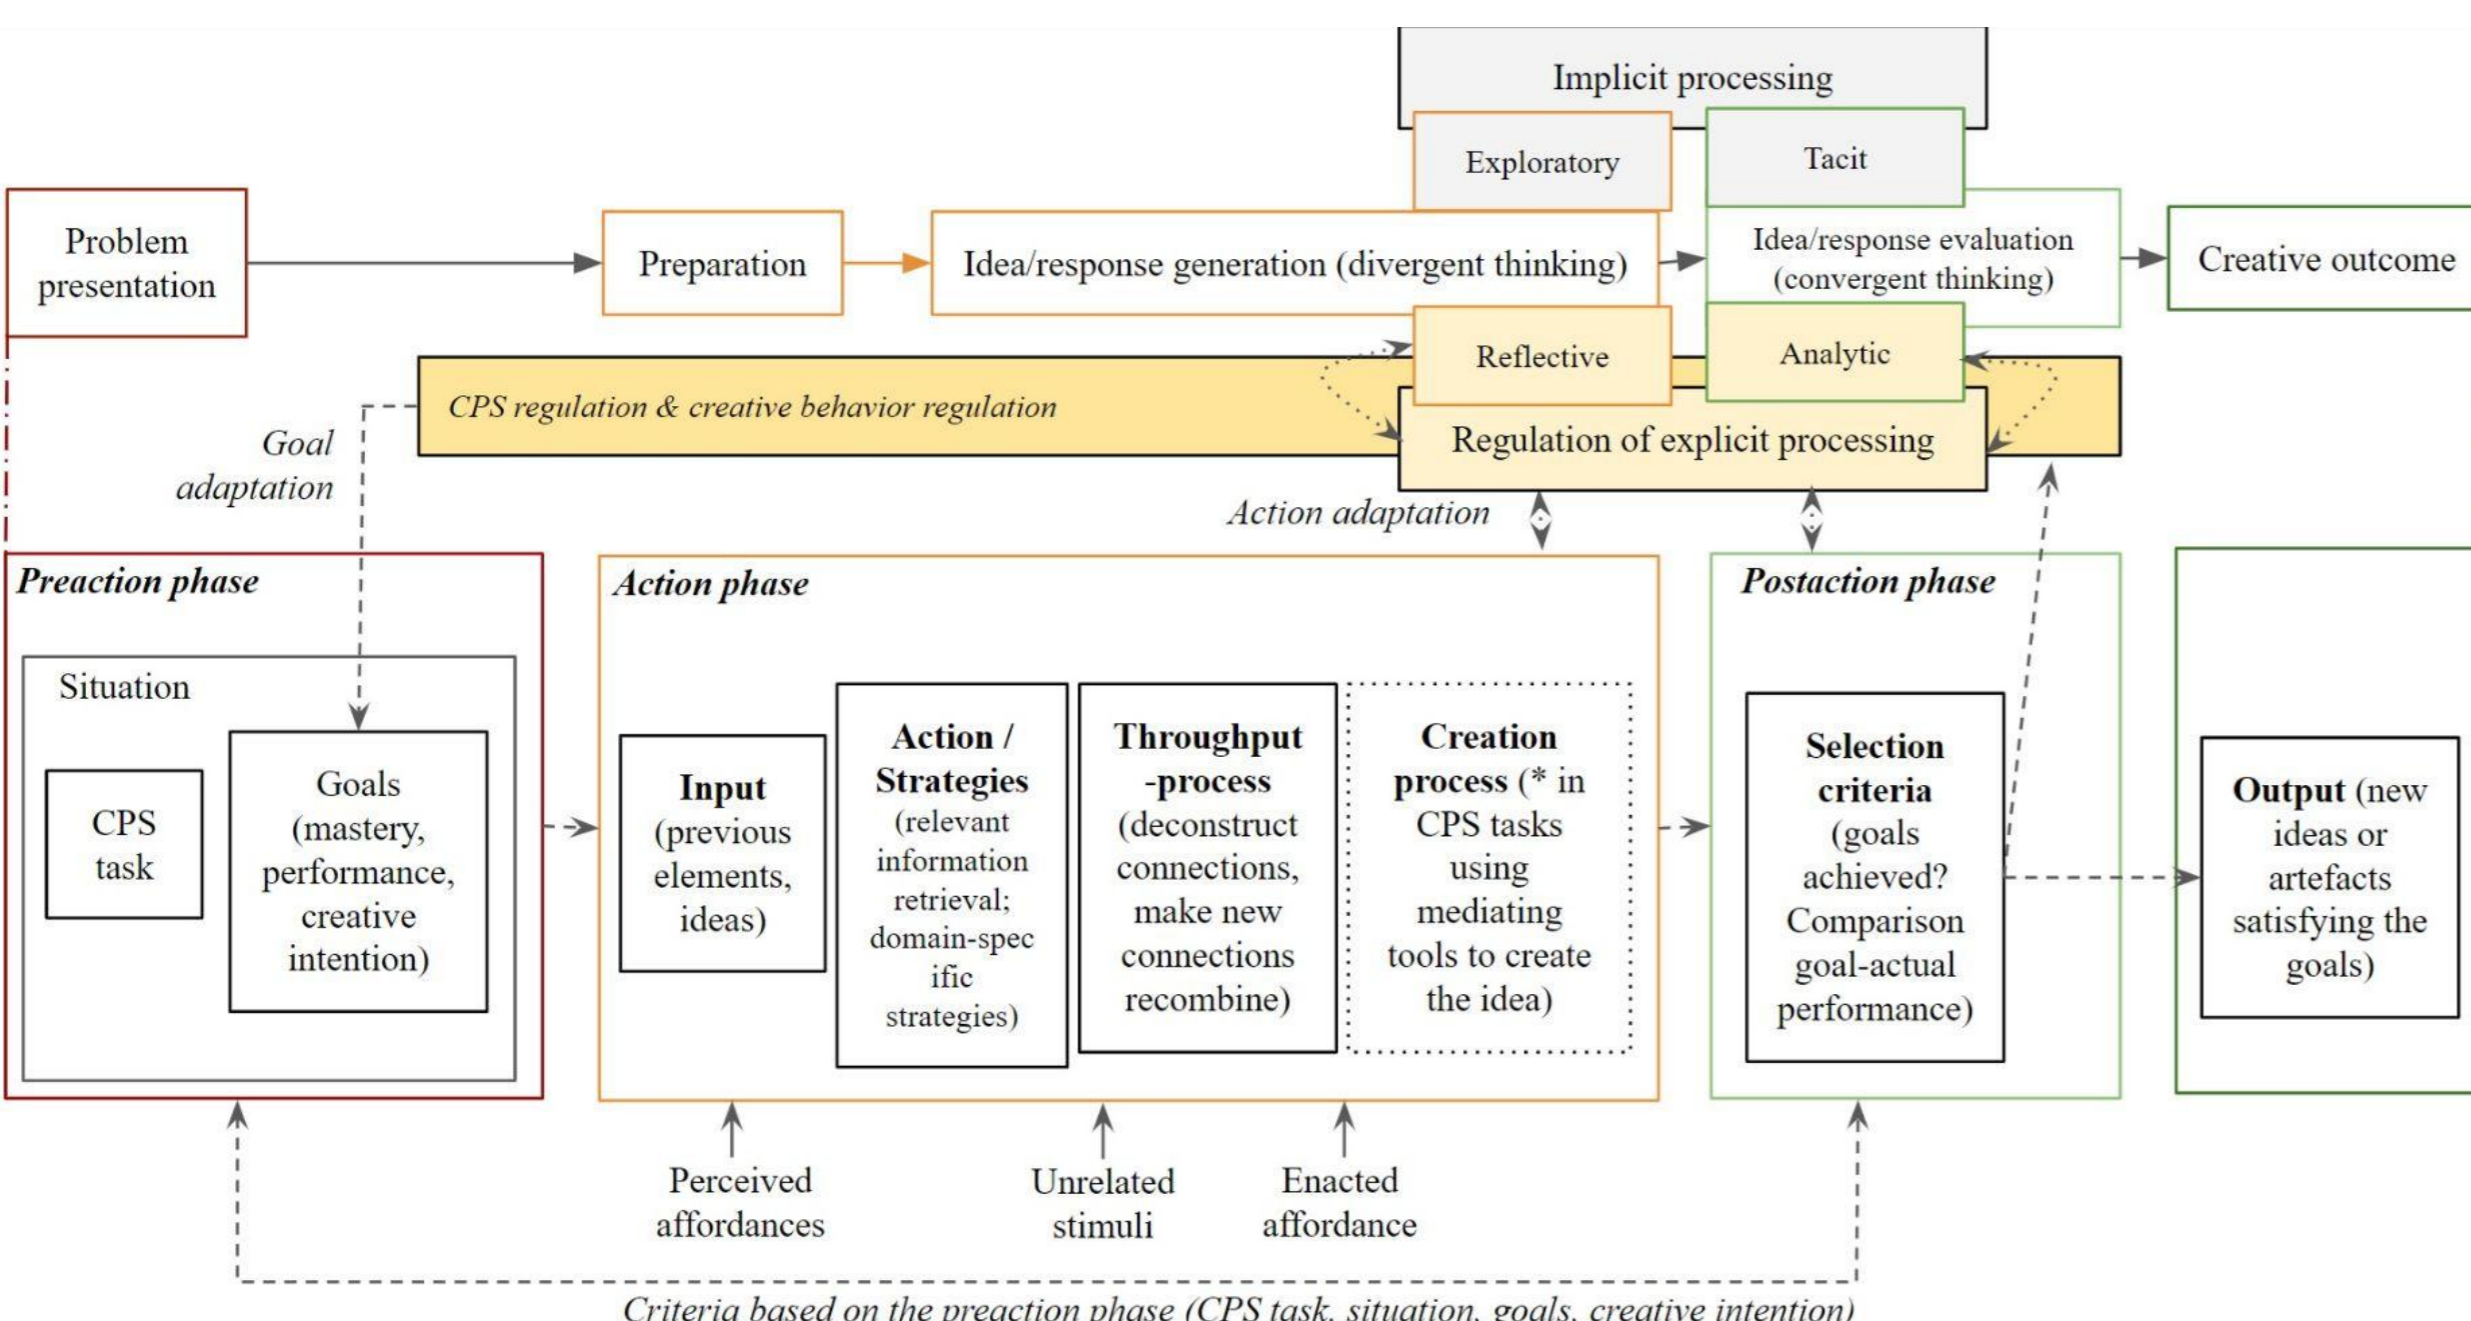 Implicit processing
Exploratory
Tacit
Problem
presentation
Preparation
Idea/response generation (divergent thinking)
Idea/response evaluation
(convergent thinking)
Creative outcome
Reflective
Analytic
CPS regulation & creative behavior regulation
Regulation of explicit processing
Goal
adaptation
Action adaptation
Preaction phase
Situation
CPS
task
Goals
(mastery,
performance,
creative
intention)
Action phase
Input
(previous
elements,
ideas)
Action /
Strategies
(relevant
information
retrieval;
domain-spec
ific
strategies)
Throughput
-process
(deconstruct
connections,
make new
connections
recombine)
Creation
process (* in
CPS tasks
using
mediating
tools to create
the idea)
Postaction phase
Selection
criteria
(goals
achieved?
Comparison
goal-actual
performance)
Output (new
ideas or
artefacts
satisfying the
goals)
Perceived
affordances
Unrelated
stimuli
Enacted
affordance
Criteria based on the preaction phase (CPS task, situation, goals, creative intention)